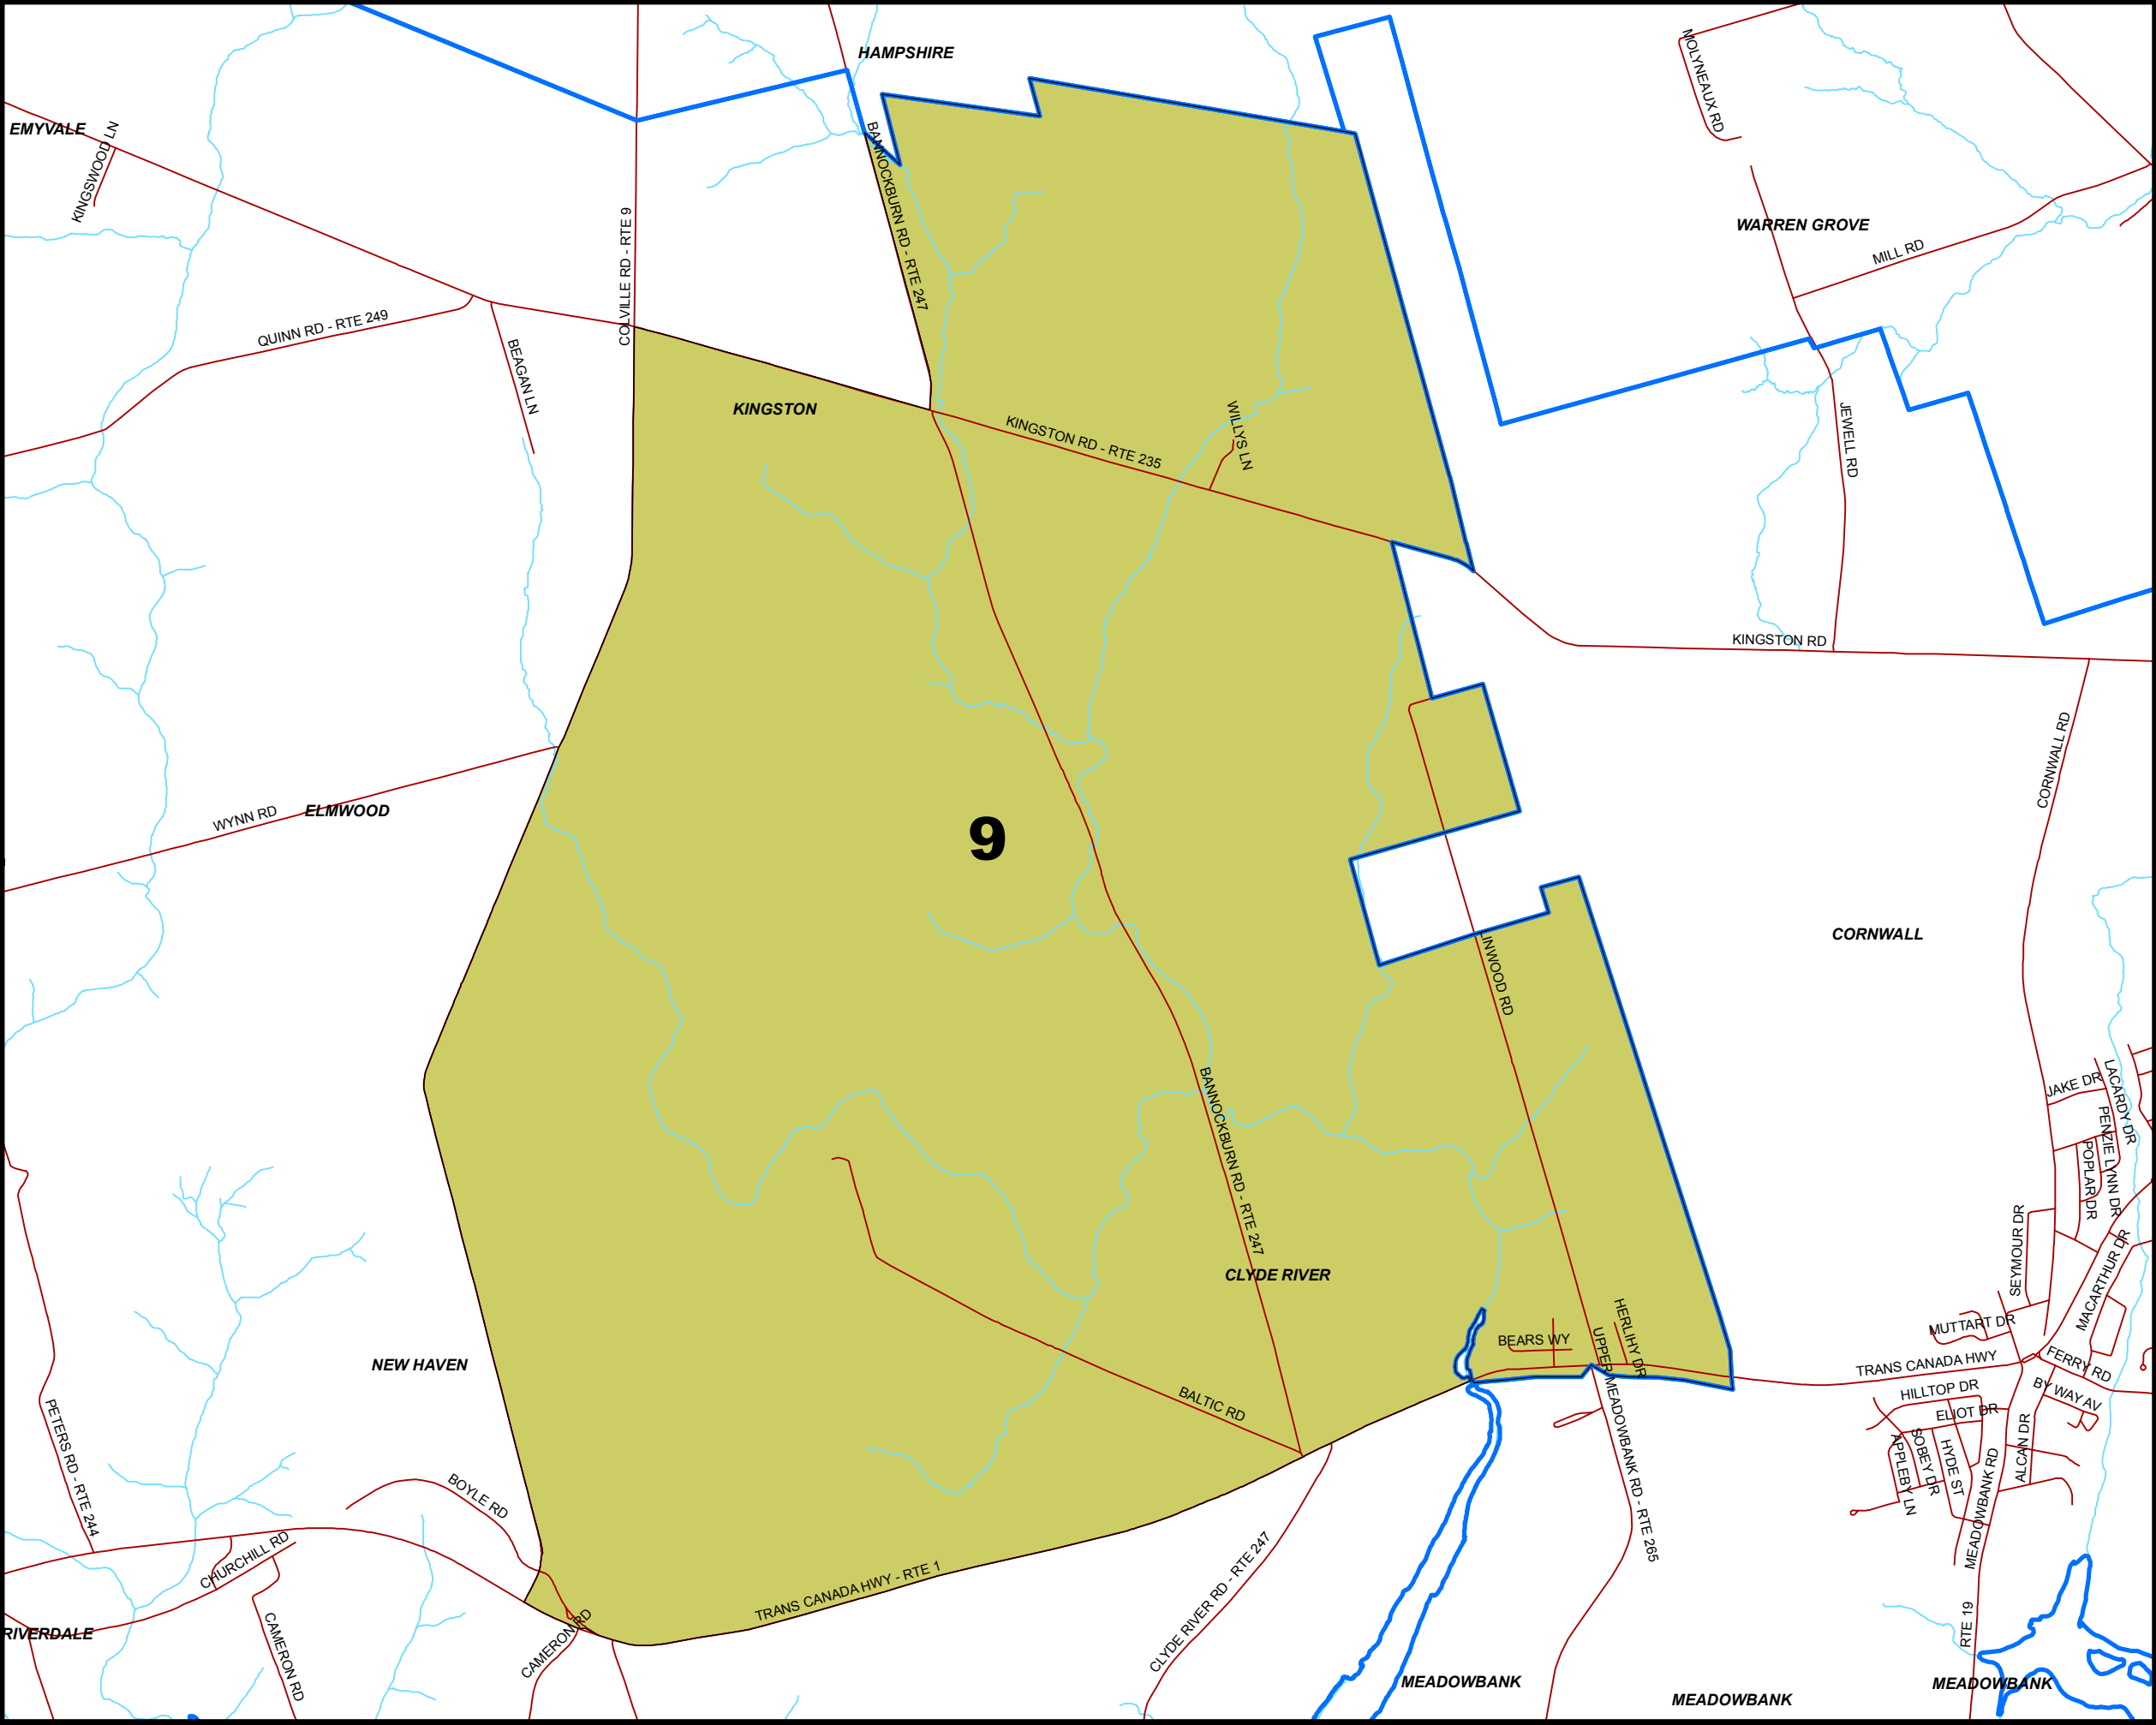 HAMPSHIRE
MOLYNEAUX RD
EMYVALE
KINGSWOOD LN
BANNOCKBURN RD - RTE 247
COLVILLE RD - RTE 9
WARREN GROVE
MILL RD
QUINN RD - RTE 249
BEAGAN LN
KINGSTON
KINGSTON RD - RTE 235
WILLYS LN
JEWELL RD
KINGSTON RD
CORNWALL RD
WYNN RD
ELMWOOD
9
CORNWALL
LINWOOD RD
BANNOCKBURN RD - RTE 247
JAKE DR
LACARDY DR
PENZIE LYNN DR
POPLAR DR
SEYMOUR DR
MACARTHUR DR
CLYDE RIVER
HERLIHY DR
BEARS WY
UPPER MEADOWBANK RD - RTE 265
MUTTART DR
TRANS CANADA HWY
FERRY RD
NEW HAVEN
BALTIC RD
HILLTOP DR
BY WAY AV
ELIOT DR
PETERS RD - RTE 244
APPLEBY LN
SOBEY DR
HYDE ST
ALCAN DR
MEADOWBANK RD
BOYLE RD
CHURCHILL RD
TRANS CANADA HWY - RTE 1
CLYDE RIVER RD - RTE 247
RIVERDALE
CAMERON RD
CAMERON RD
RTE 19
MEADOWBANK
MEADOWBANK
MEADOWBANK